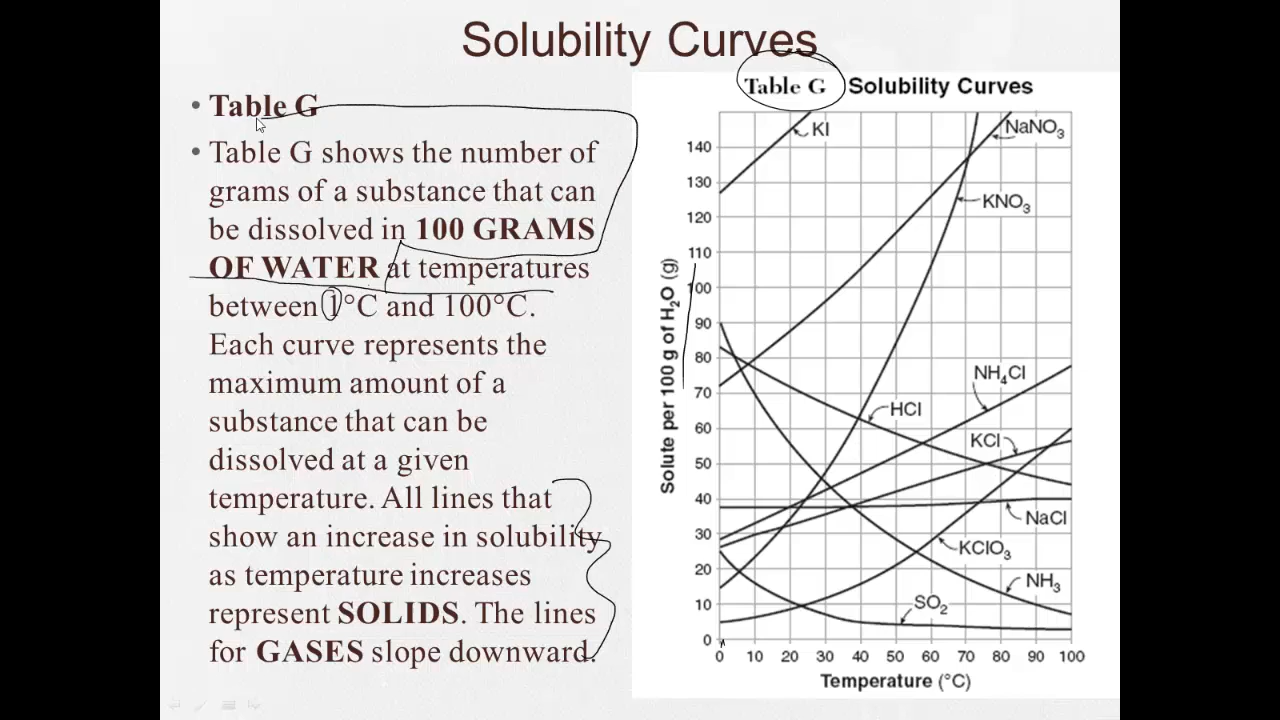 Solubility Curves
• Table G
• Table G shows the number of
grams of a substance that can
be dissolved in 100 GRAMS
OF WATER at temperatures
between 1°C and 100°C.
Each curve represents the
maximum amount of a
substance that can be
dissolved at a given
temperature. All lines that
show an increase in solubility
as temperature increases
represent SOLIDS. The lines
for GASES slope downward.
Table G Solubility Curves
KI
NaNO₃
KNO₃
NH₄Cl
HCl
KCl
NaCl
KClO₃
NH₃
SO₂
Solute per 100 g of H₂O (g)
140
130
120
110
100
90
80
70
60
50
40
30
20
10
0
0 10 20 30 40 50 60 70 80 90 100
Temperature (°C)